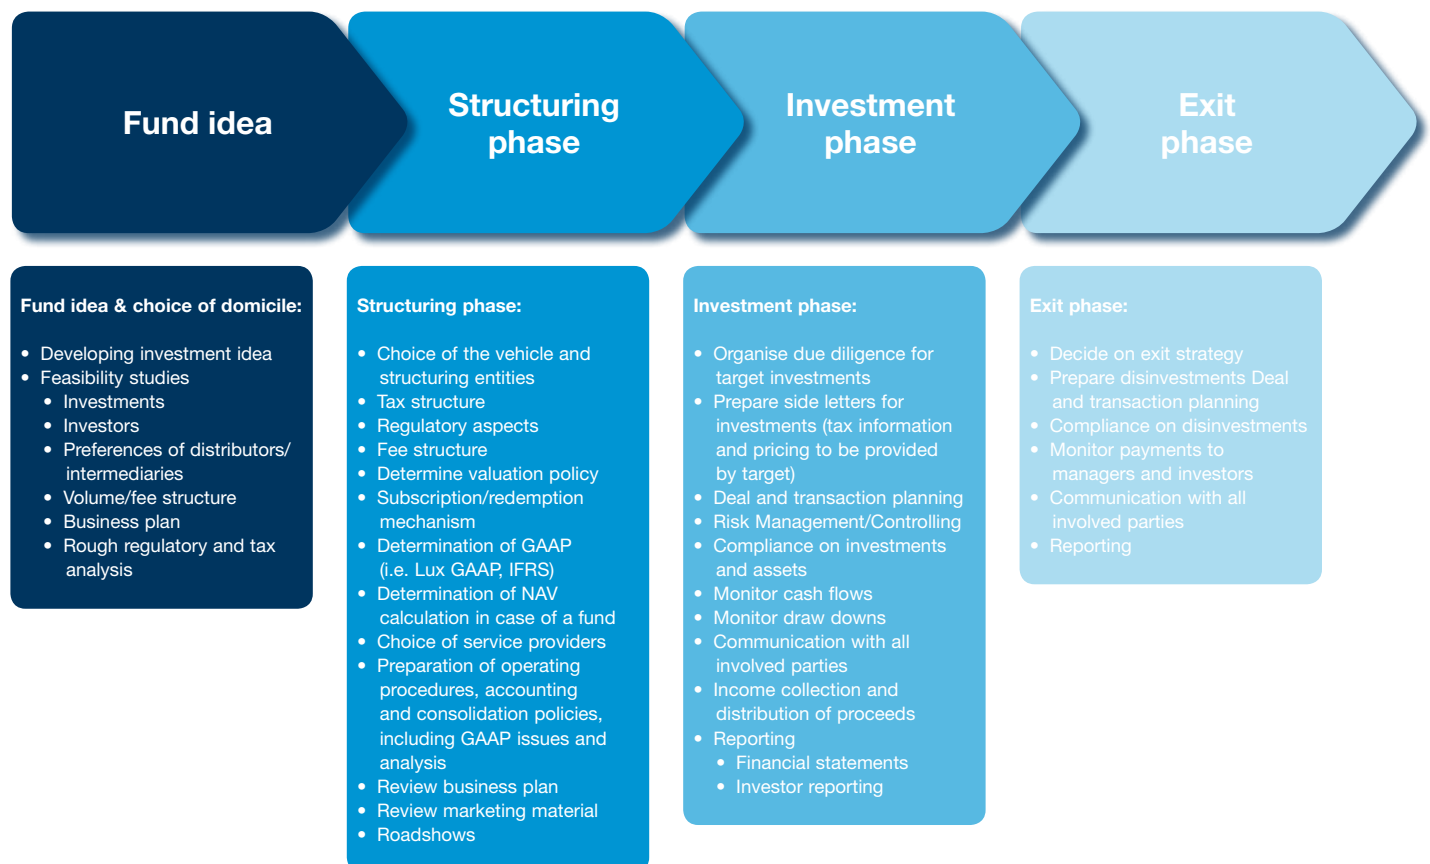 Fund idea
Structuring
phase
Investment
phase
Exit
phase
Fund idea & choice of domicile:
• Developing investment idea
• Feasibility studies
• Investments
• Investors
• Preferences of distributors/
intermediaries
• Volume/fee structure
• Business plan
• Rough regulatory and tax
analysis
Structuring phase:
• Choice of the vehicle and
structuring entities
• Tax structure
• Regulatory aspects
• Fee structure
• Determine valuation policy
• Subscription/redemption
mechanism
• Determination of GAAP
(i.e. Lux GAAP, IFRS)
• Determination of NAV
calculation in case of a fund
• Choice of service providers
• Preparation of operating
procedures, accounting
and consolidation policies,
including GAAP issues and
analysis
• Review business plan
• Review marketing material
• Roadshows
Investment phase:
• Organise due diligence for
target investments
• Prepare side letters for
investments (tax information
and pricing to be provided
by target)
• Deal and transaction planning
• Risk Management/Controlling
• Compliance on investments
and assets
• Monitor cash flows
• Monitor draw downs
• Communication with all
involved parties
• Income collection and
distribution of proceeds
• Reporting
• Financial statements
• Investor reporting
Exit phase:
• Decide on exit strategy
• Prepare disinvestments Deal
and transaction planning
• Compliance on disinvestments
• Monitor payments to
managers and investors
• Communication with all
involved parties
• Reporting